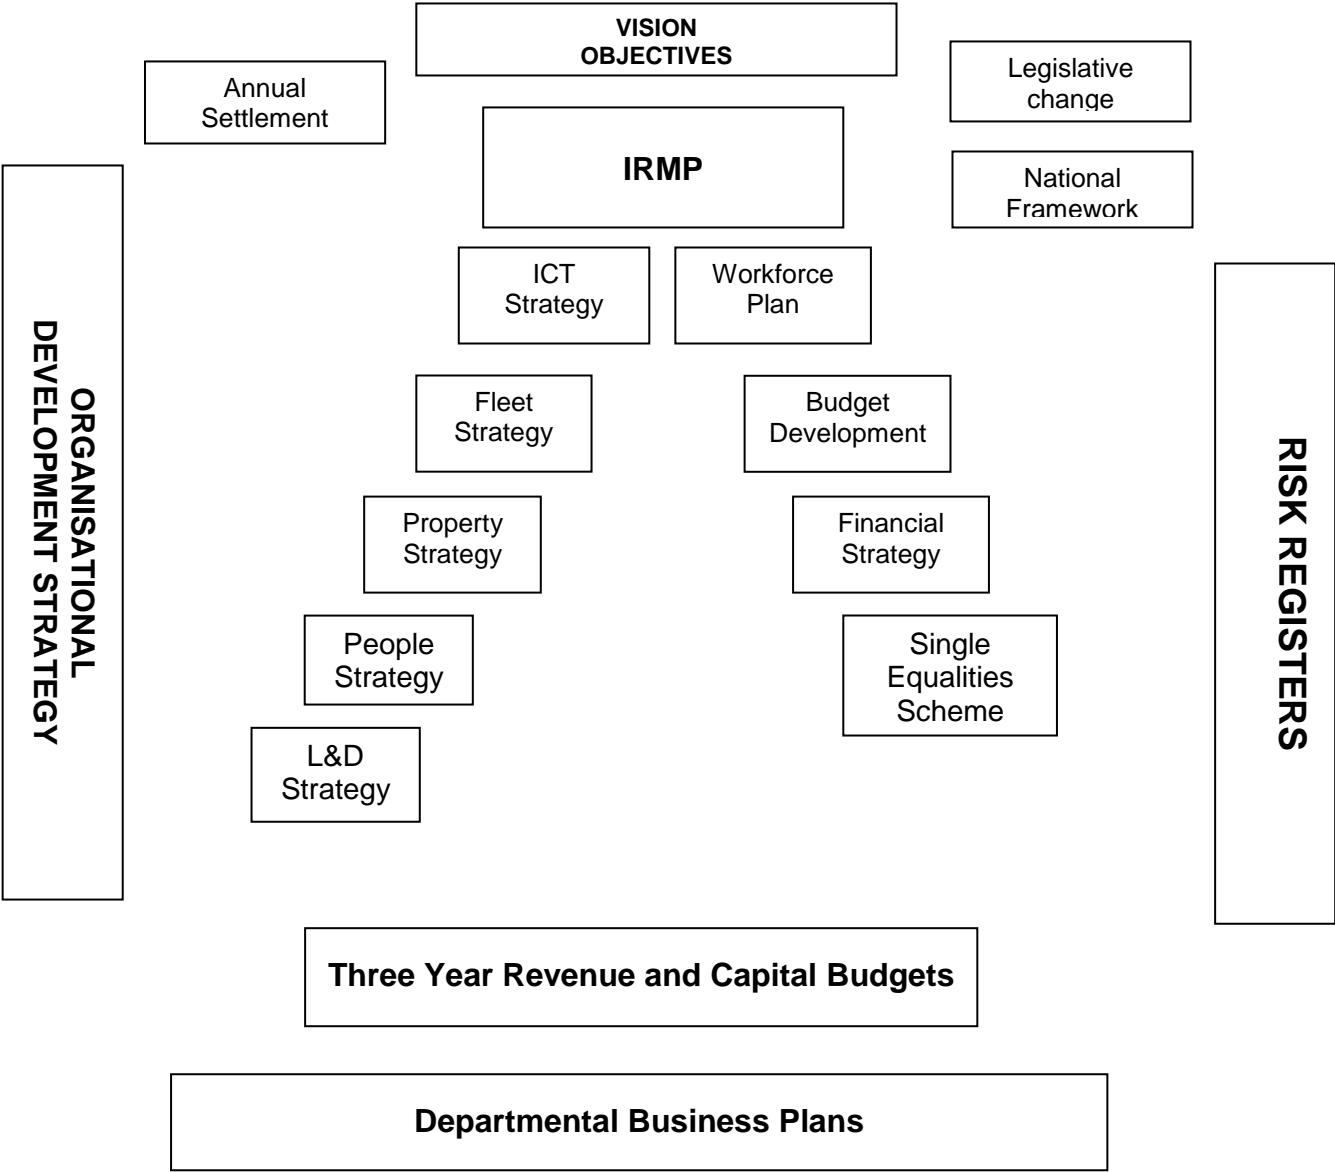 VISION
OBJECTIVES
Annual
Settlement
Legislative
change
IRMP
National
Framework
ICT
Strategy
Workforce
Plan
ORGANISATIONAL
DEVELOPMENT STRATEGY
RISK REGISTERS
Fleet
Strategy
Budget
Development
Property
Strategy
Financial
Strategy
People
Strategy
Single
Equalities
Scheme
L&D
Strategy
Three Year Revenue and Capital Budgets
Departmental Business Plans